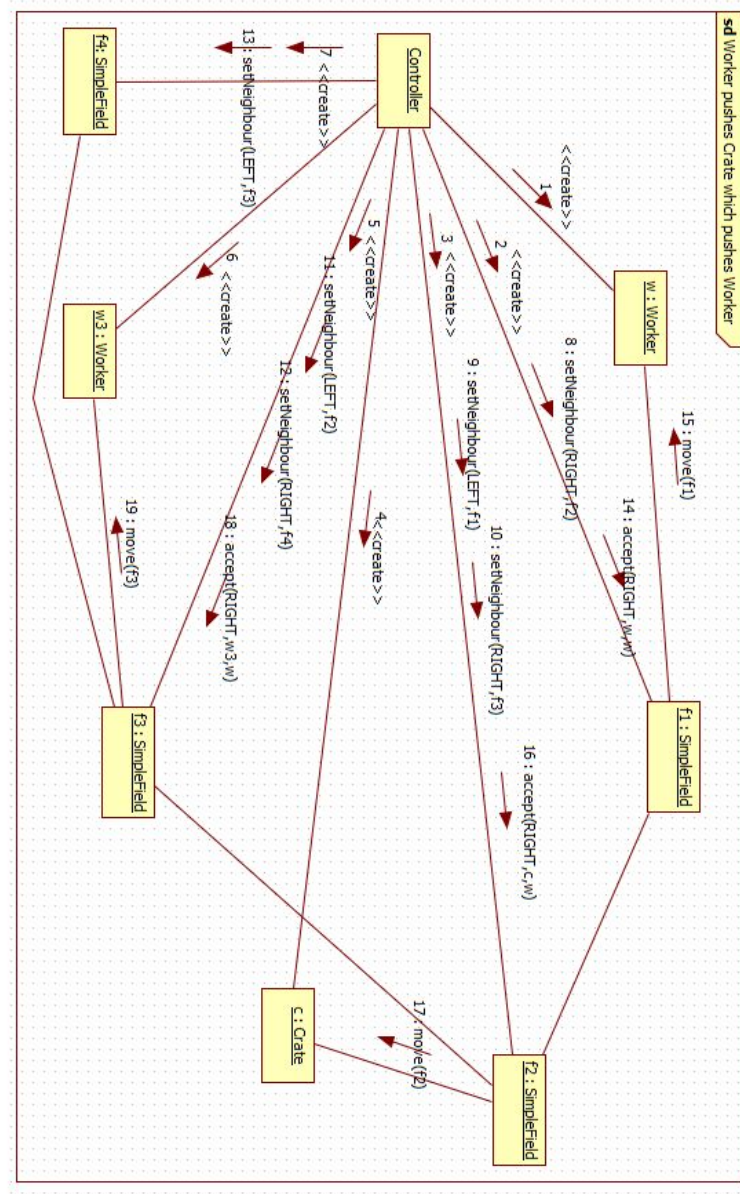 sd Worker pushes Crate which pushes Worker
Controller
w : Worker
f1 : SimpleField
f2 : SimpleField
c : Crate
f3 : SimpleField
w3 : Worker
f4: SimpleField
1 <<create>>
2 <<create>>
3 <<create>>
4<<create>>
5 <<create>>
6 <<create>>
7 <<create>>
8 : setNeighbour(RIGHT,f2)
9 : setNeighbour(LEFT,f1)
10 : setNeighbour(RIGHT,f3)
11 : setNeighbour(LEFT,f2)
12 : setNeighbour(RIGHT,f4)
13 : setNeighbour(LEFT,f3)
14 : accept(RIGHT,w,w)
15 : move(f1)
16 : accept(RIGHT,c,w)
17 : move(f2)
18 : accept(RIGHT,w3,w)
19 : move(f3)